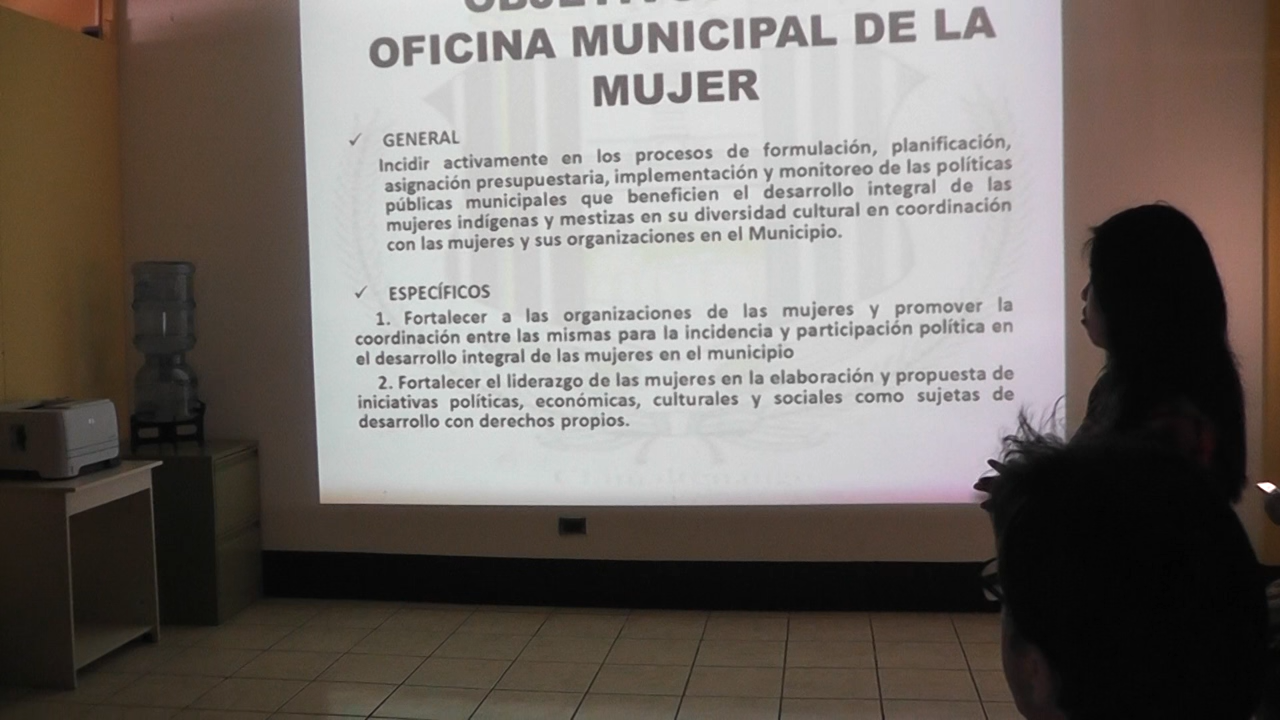 OFICINA MUNICIPAL DE LA
MUJER
✓ GENERAL
Incidir activamente en los procesos de formulación, planificación,
asignación presupuestaria, implementación y monitoreo de las políticas
públicas municipales que beneficien el desarrollo integral de las
mujeres indígenas y mestizas en su diversidad cultural en coordinación
con las mujeres y sus organizaciones en el Municipio.
✓ ESPECÍFICOS
1. Fortalecer a las organizaciones de las mujeres y promover la
coordinación entre las mismas para la incidencia y participación política en
el desarrollo integral de las mujeres en el municipio
2. Fortalecer el liderazgo de las mujeres en la elaboración y propuesta de
iniciativas políticas, económicas, culturales y sociales como sujetas de
desarrollo con derechos propios.